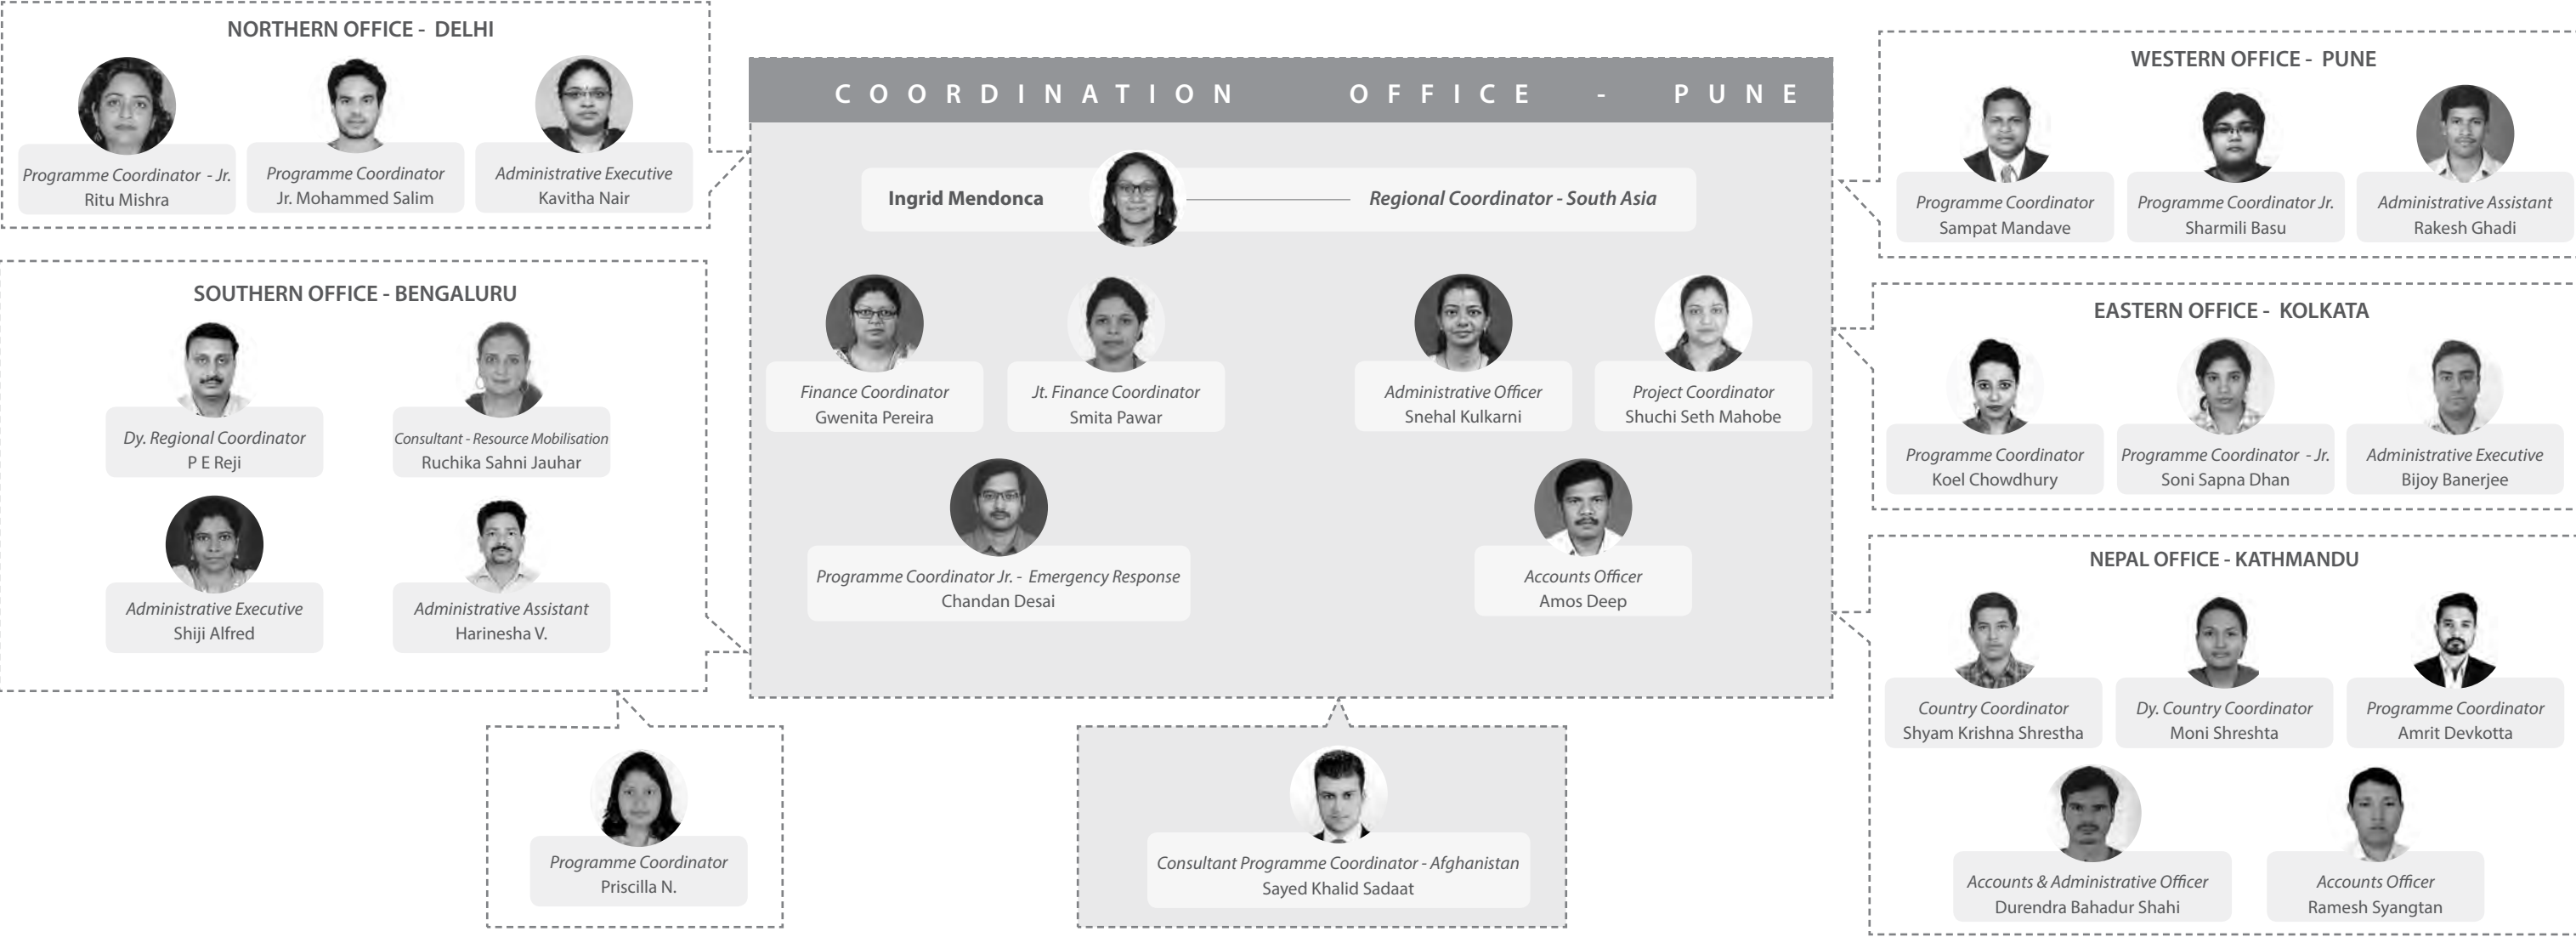 NORTHERN OFFICE - DELHI
Programme Coordinator - Jr.
Ritu Mishra
Programme Coordinator
Jr. Mohammed Salim
Administrative Executive
Kavitha Nair
SOUTHERN OFFICE - BENGALURU
Dy. Regional Coordinator
P E Reji
Consultant - Resource Mobilisation
Ruchika Sahni Jauhar
Administrative Executive
Shiji Alfred
Administrative Assistant
Harinesha V.
Programme Coordinator
Priscilla N.
COORDINATION OFFICE - PUNE
Ingrid Mendonca
Regional Coordinator - South Asia
Finance Coordinator
Gwenita Pereira
Jt. Finance Coordinator
Smita Pawar
Administrative Officer
Snehal Kulkarni
Project Coordinator
Shuchi Seth Mahobe
Programme Coordinator Jr. - Emergency Response
Chandan Desai
Accounts Officer
Amos Deep
Consultant Programme Coordinator - Afghanistan
Sayed Khalid Sadaat
WESTERN OFFICE - PUNE
Programme Coordinator
Sampat Mandave
Programme Coordinator Jr.
Sharmili Basu
Administrative Assistant
Rakesh Ghadi
EASTERN OFFICE - KOLKATA
Programme Coordinator
Koel Chowdhury
Programme Coordinator - Jr.
Soni Sapna Dhan
Administrative Executive
Bijoy Banerjee
NEPAL OFFICE - KATHMANDU
Country Coordinator
Shyam Krishna Shrestha
Dy. Country Coordinator
Moni Shreshta
Programme Coordinator
Amrit Devkotta
Accounts & Administrative Officer
Durendra Bahadur Shahi
Accounts Officer
Ramesh Syangtan